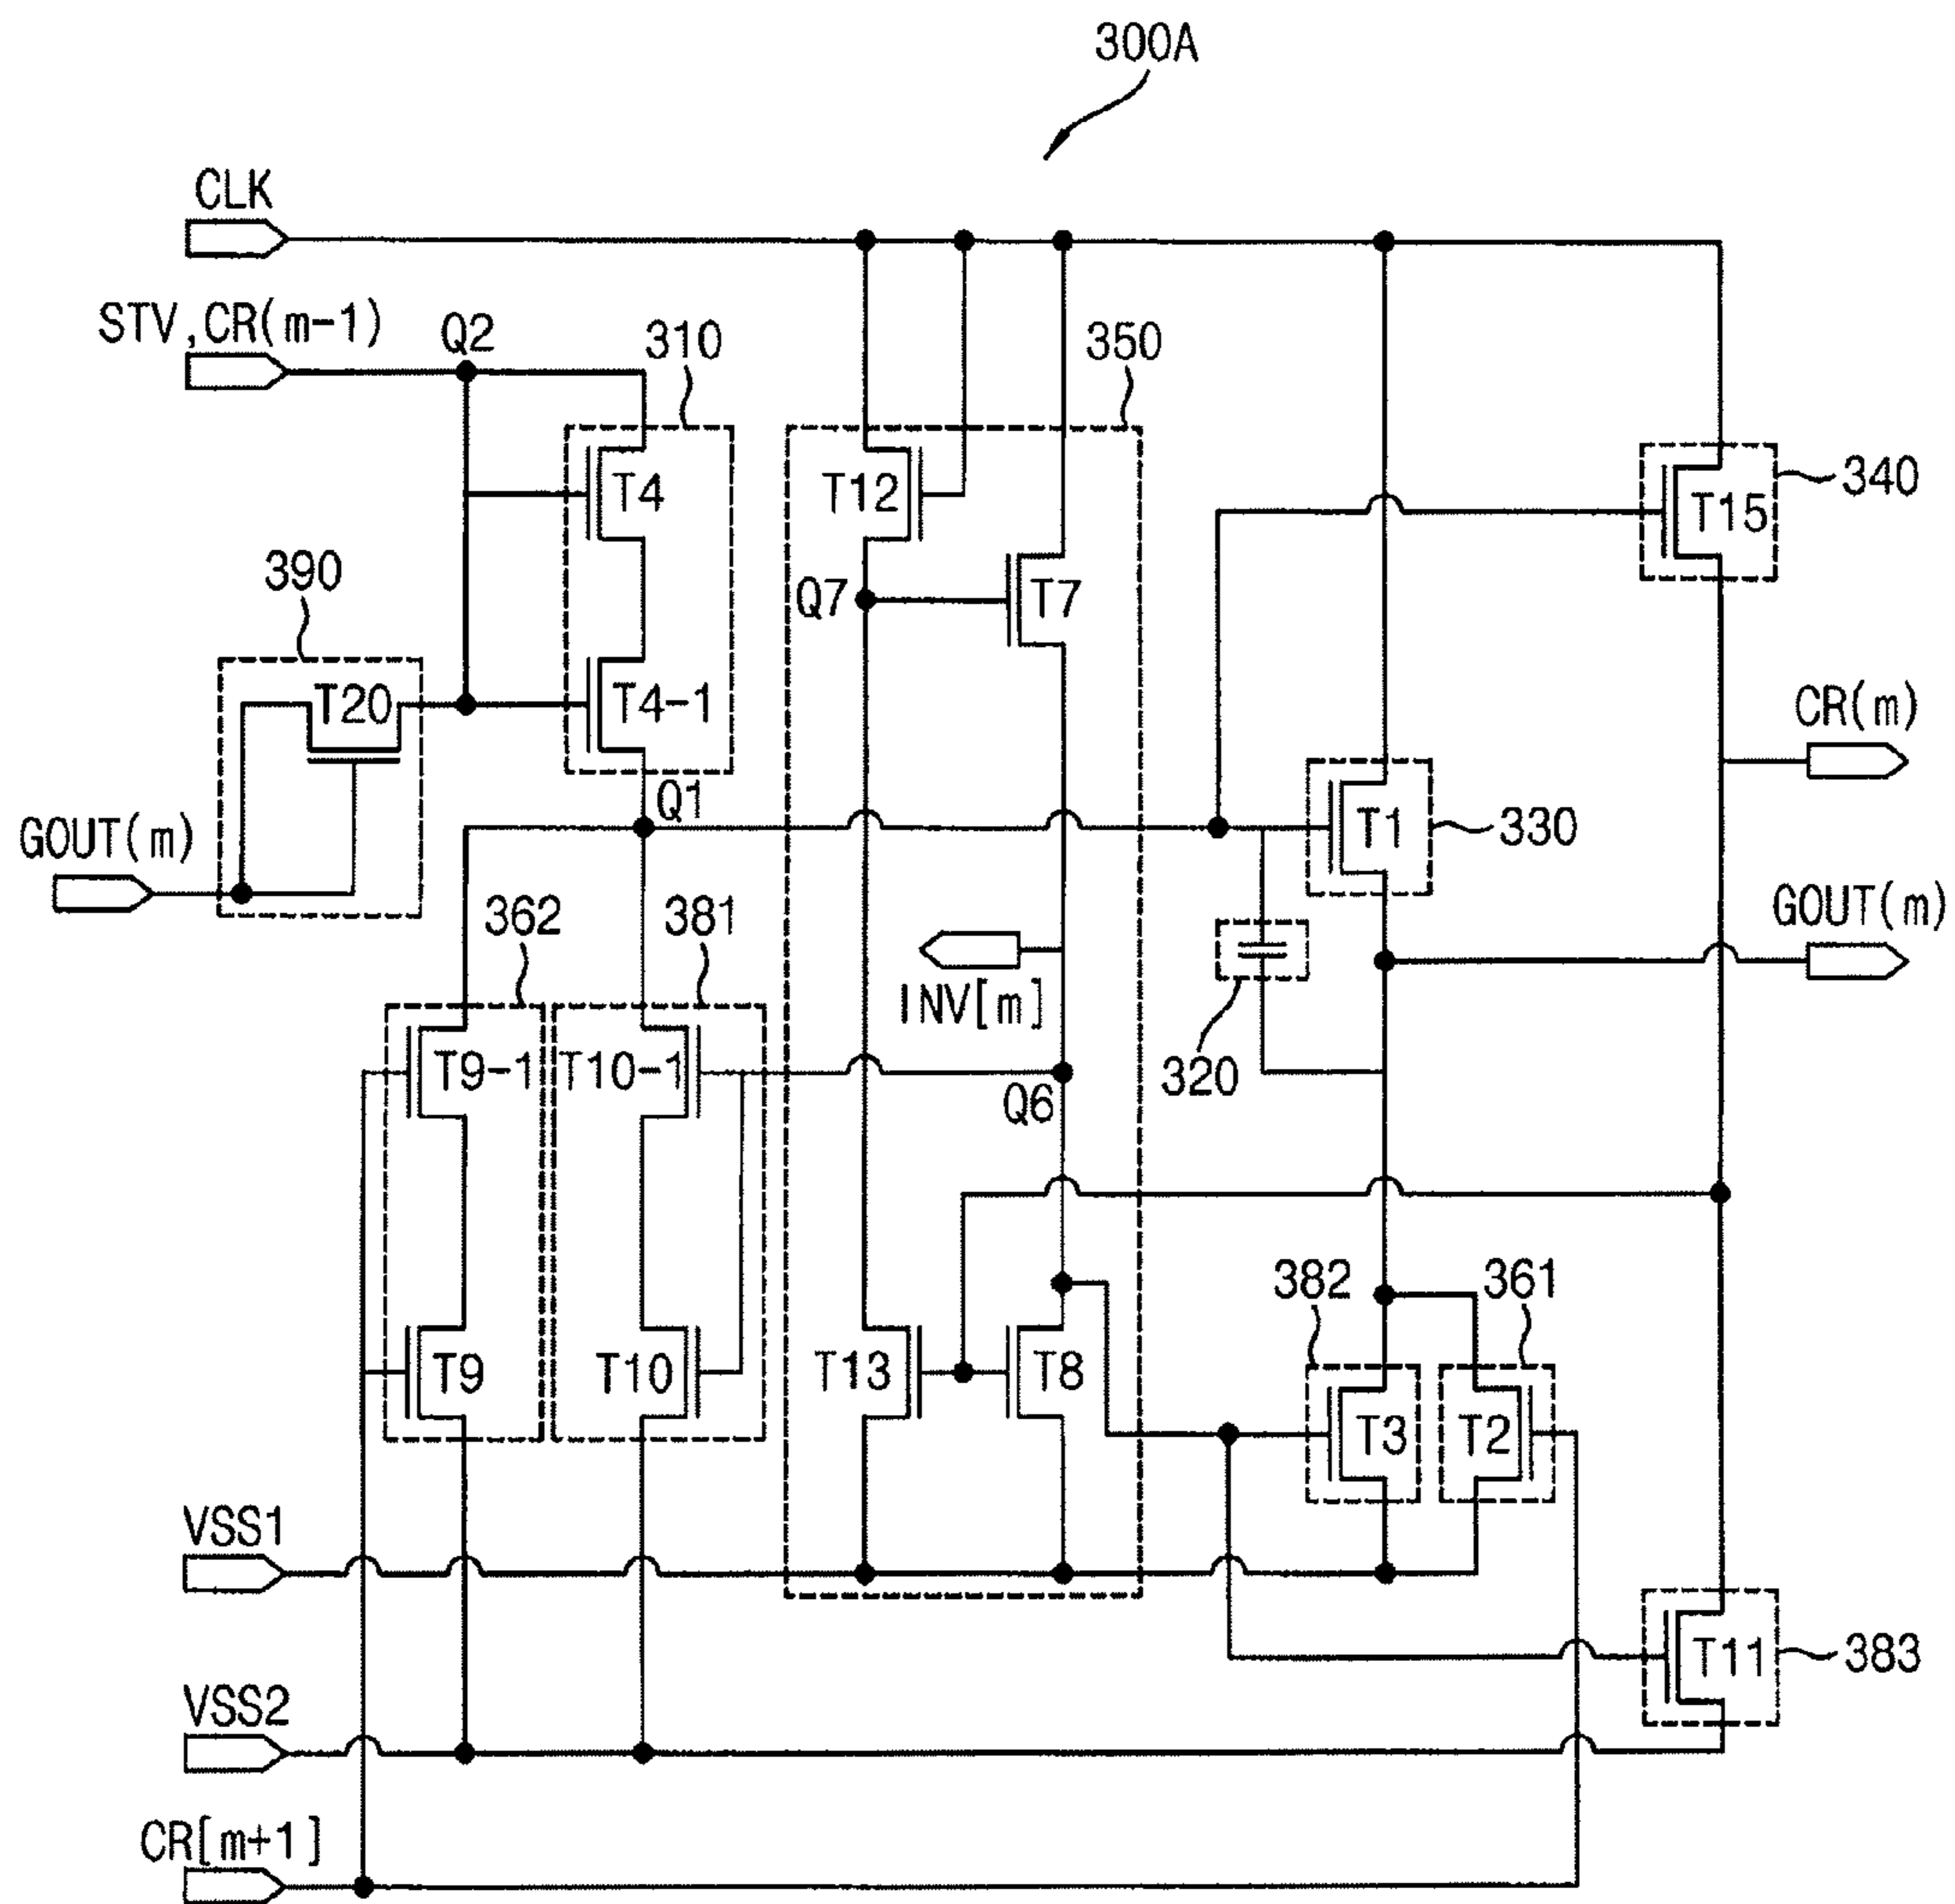 300A
CLK
STV,CR(m-1)
Q2
310
350
T4
T12
340
T15
390
Q7
T7
T20
T4-1
CR(m)
Q1
T1
330
GOUT(m)
362
381
GOUT(m)
INV[m]
T9-1
T10-1
320
Q6
382
361
T9
T10
T13
T8
T3
T2
VSS1
T11
383
VSS2
CR[m+1]